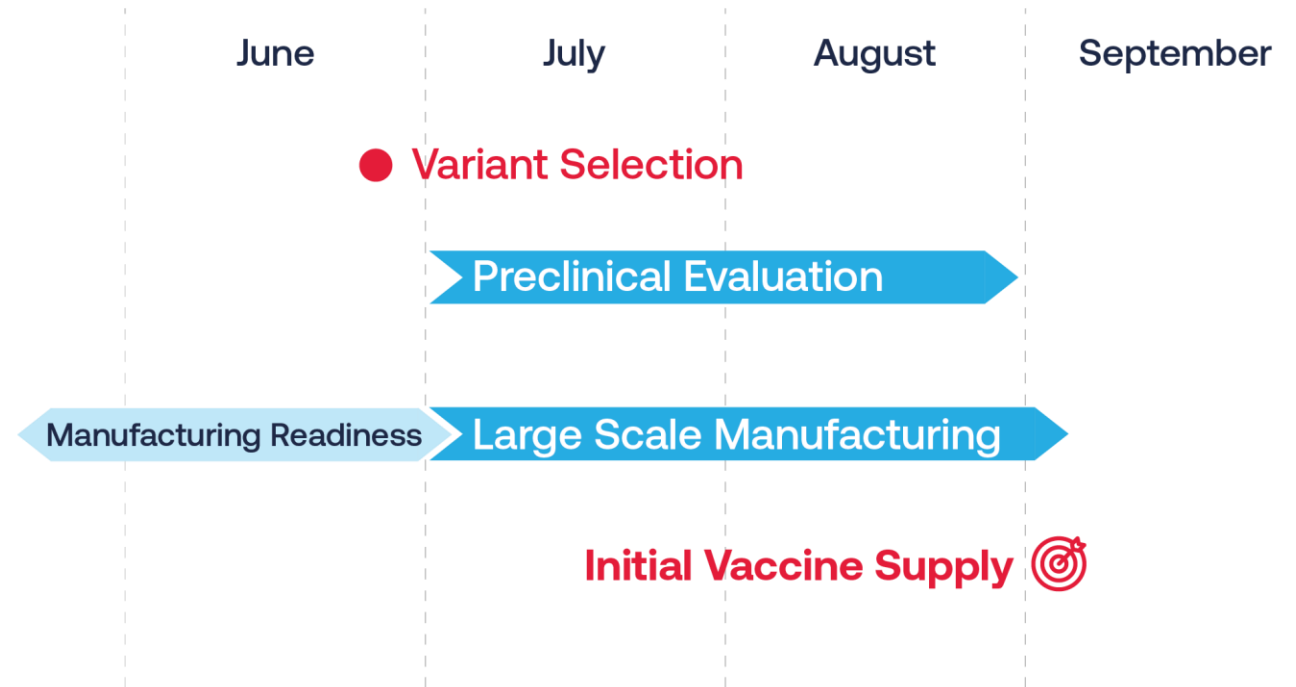 June July August September
Variant Selection
Preclinical Evaluation
Manufacturing Readiness Large Scale Manufacturing
Initial Vaccine Supply